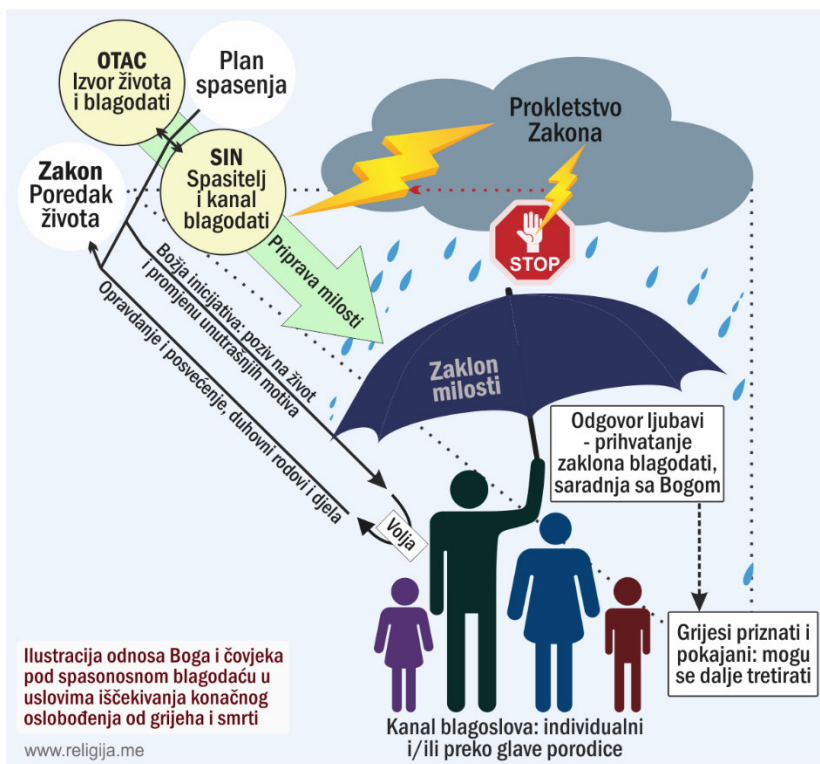 OTAC
Izvor života
i blagodati
Plan
spasenja
Zakon
Poredak
života
SIN
Spasitelj
i kanal
blagodati
Prokletstvo
Zakona
STOP
Priprava milosti
Božja inicijativa: poziv na život
i promjenu unutrašnjih motiva
Opravdanje i posvećenje, duhovni rodovi i djela
Volja
Zaklon
milosti
Odgovor ljubavi
- prihvatanje
zaklona blagodati,
saradnja sa Bogom
Grijesi priznati i
pokajani: mogu
se dalje tretirati
Ilustracija odnosa Boga i čovjeka
pod spasonosnom blagodaću u
uslovima iščekivanja konačnog
oslobođenja od grijeha i smrti
Kanal blagoslova: individualni
i/ili preko glave porodice
www.religija.me